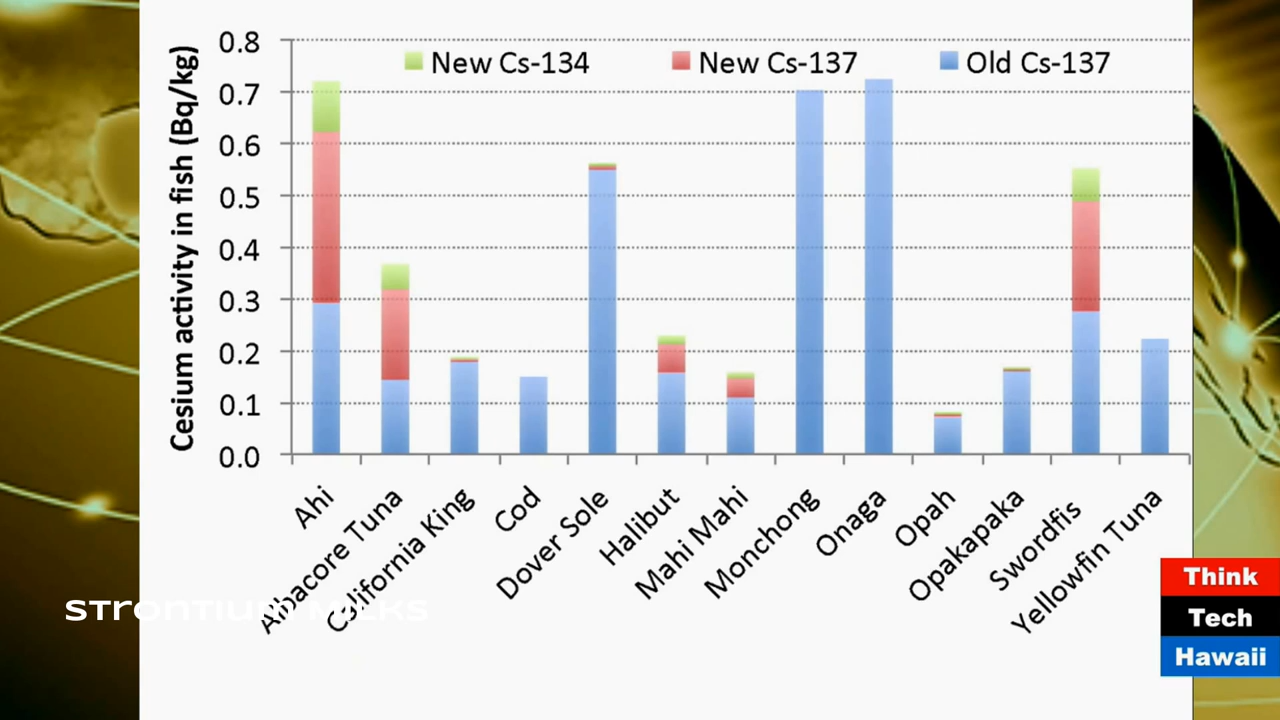 Cesium activity in fish (Bq/kg)
0.8
0.7
0.6
0.5
0.4
0.3
0.2
0.1
0.0
New Cs-134
New Cs-137
Old Cs-137
Ahi
Albacore Tuna
California King
Cod
Dover Sole
Halibut
Mahi Mahi
Monchong
Onaga
Opah
Opakapaka
Swordfis
Yellowfin Tuna
STRONTIUM MILKS
Think
Tech
Hawaii